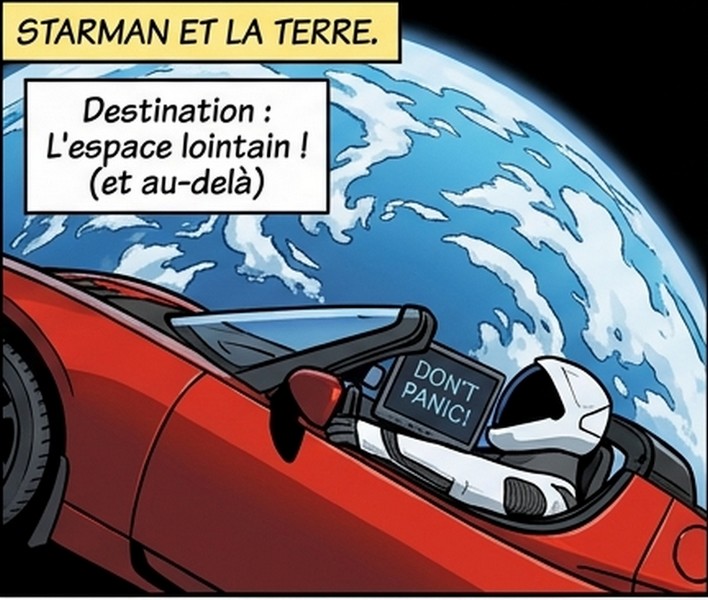 STARMAN ET LA TERRE.
Destination :
L'espace lointain !
(et au-delà)
DON'T
PANIC!